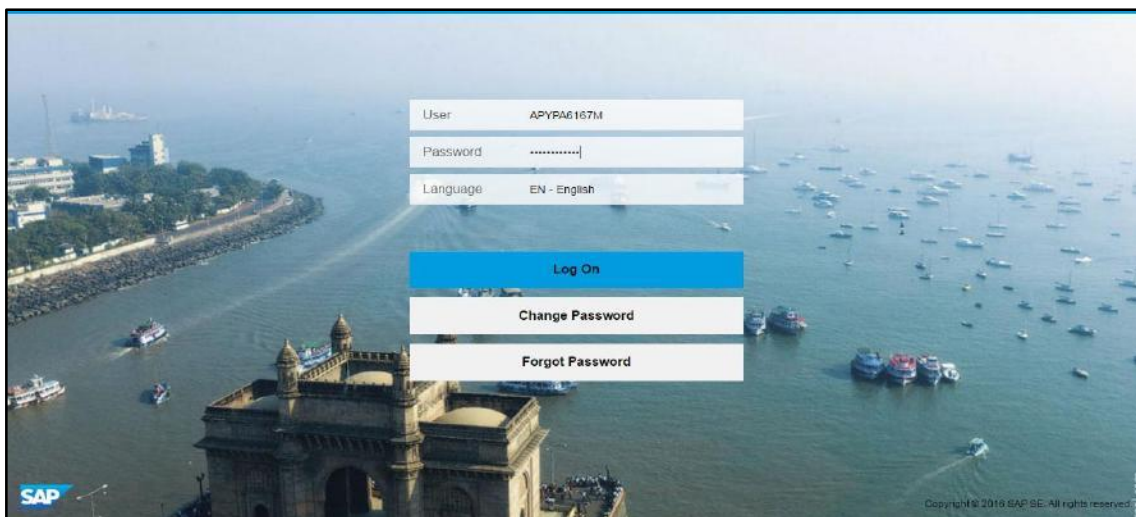 User APYPA6167M
Password ------------
Language EN - English
Log On
Change Password
Forgot Password
SAP
Copyright © 2016 SAP SE. All rights reserved.